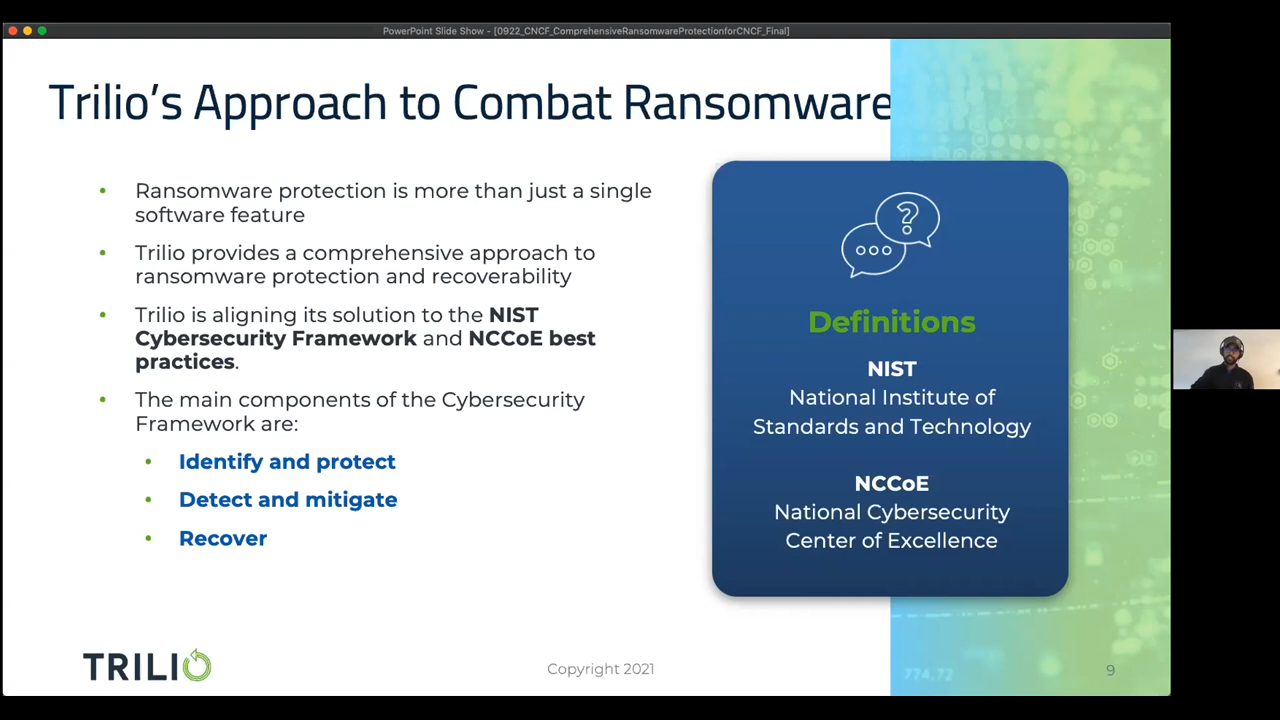 PowerPoint Slide Show - [0922_CNCF_ComprehensiveRansomwareProtectionforCNCF_Final]
Trilio's Approach to Combat Ransomware
Ransomware protection is more than just a single
software feature
Trilio provides a comprehensive approach to
ransomware protection and recoverability
Trilio is aligning its solution to the NIST
Cybersecurity Framework and NCCoE best
practices.
The main components of the Cybersecurity
Framework are:
Identify and protect
Detect and mitigate
Recover
?
Definitions
NIST
National Institute of
Standards and Technology
NCCoE
National Cybersecurity
Center of Excellence
TRILIO
Copyright 2021
774.72
9